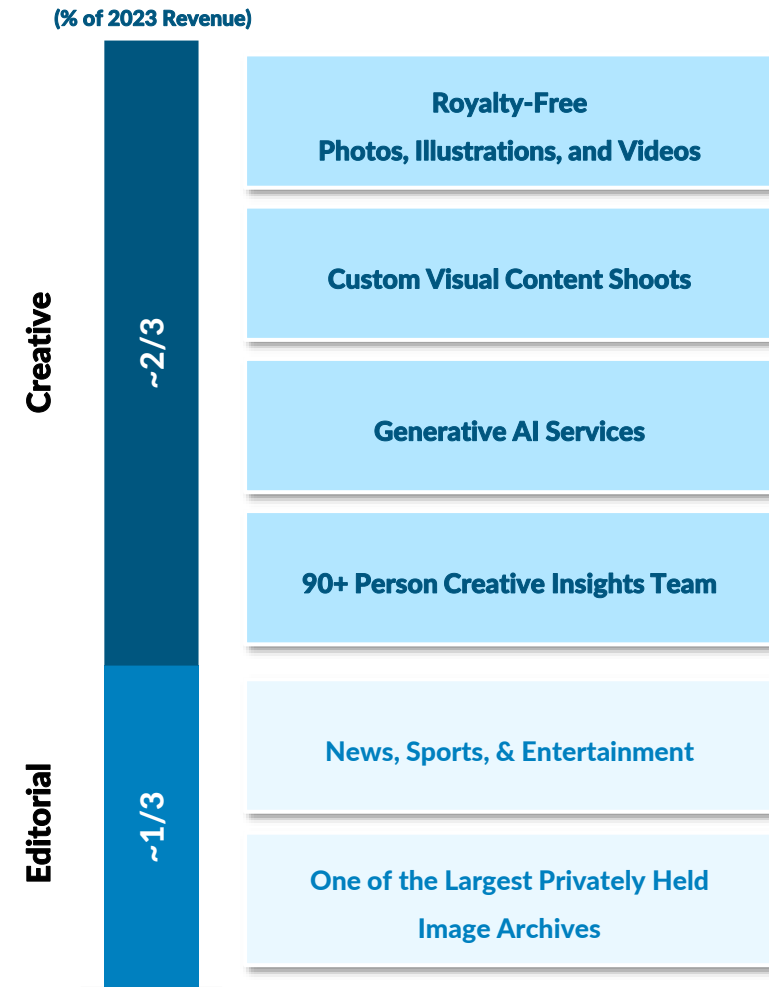 (% of 2023 Revenue)
Creative
~2/3
Royalty-Free
Photos, Illustrations, and Videos
Custom Visual Content Shoots
Generative AI Services
90+ Person Creative Insights Team
Editorial
~1/3
News, Sports, & Entertainment
One of the Largest Privately Held
Image Archives